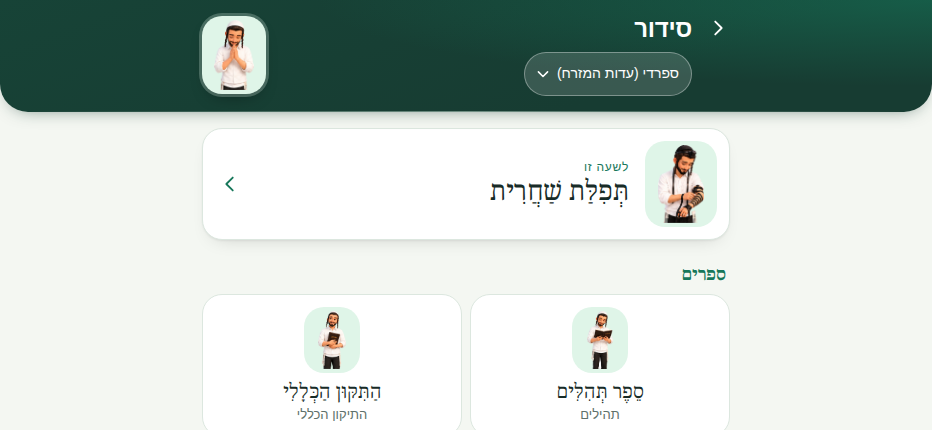 סידור
ספרדי (עדות המזרח)
לשעה זו
תְּפִלַּת שַׁחֲרִית
ספרים
סֵפֶר תְּהִלִּים
תהילים
הַתִּקּוּן הַכְּלָלִי
התיקון הכללי